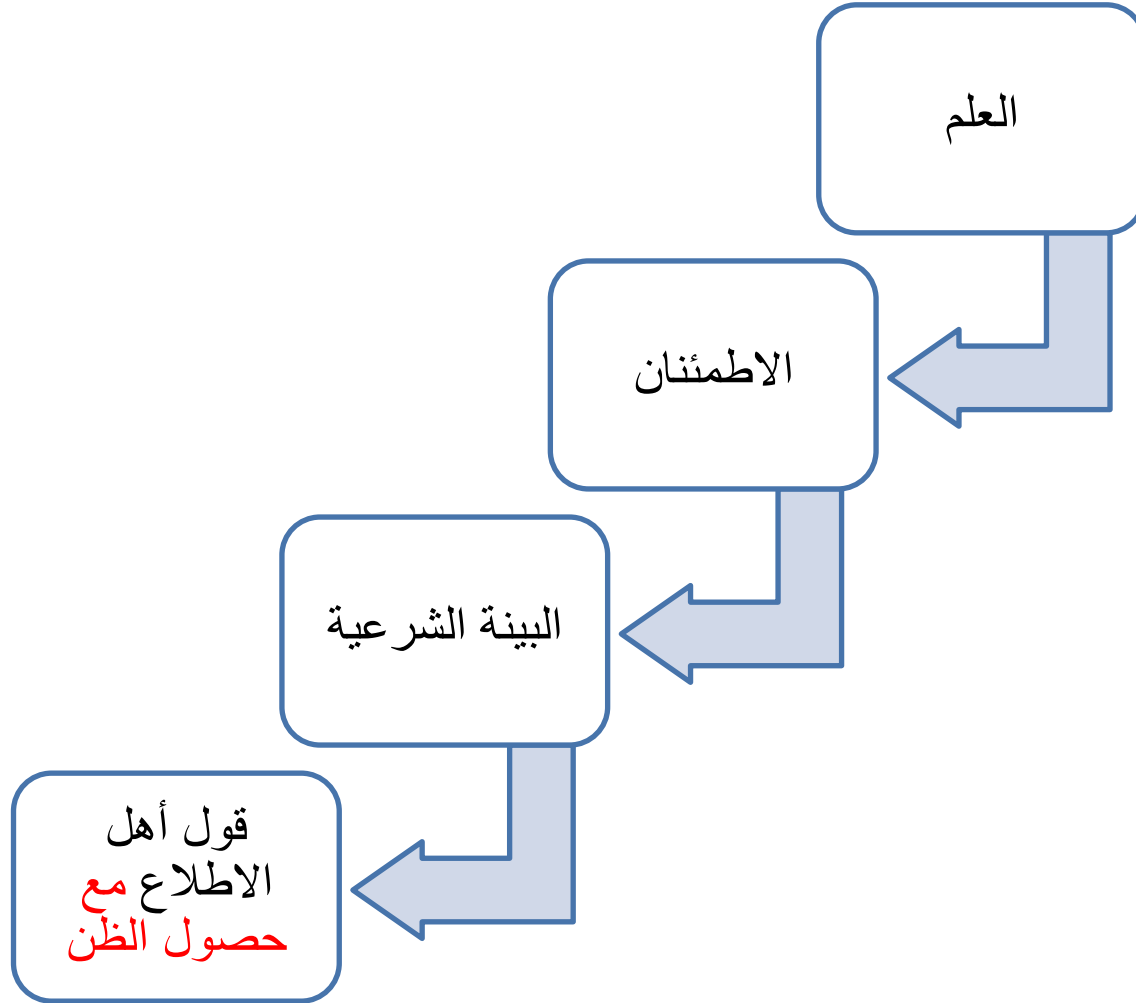 العلم
الاطمئنان
البينة الشرعية
قول أهل
الاطلاع مع
حصول الظن